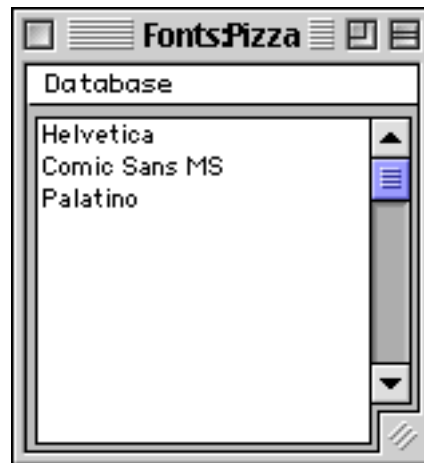 Fonts:Pizza
Database
Helvetica
Comic Sans MS
Palatino